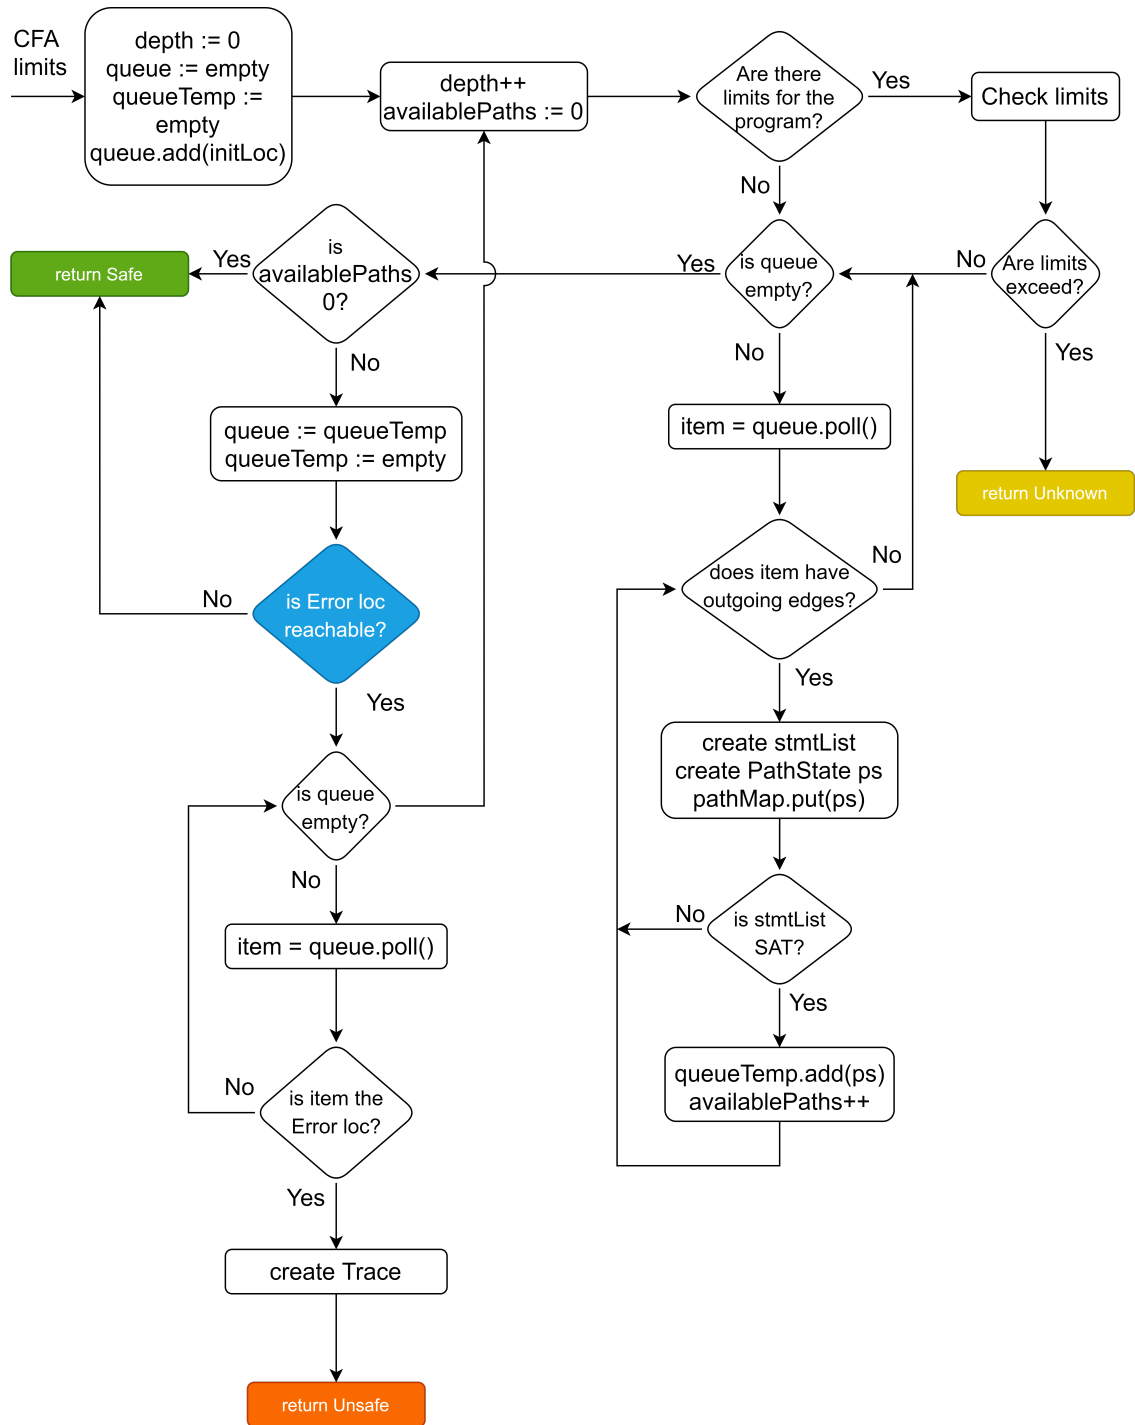 CFA
limits
depth := 0
queue := empty
queueTemp :=
empty
queue.add(initLoc)
depth++
availablePaths := 0
Are there
limits for the
program?
Yes
Check limits
No
is
availablePaths
0?
Yes
return Safe
is queue
empty?
Yes
No
Are limits
exceed?
No
Yes
No
queue := queueTemp
queueTemp := empty
item = queue.poll()
return Unknown
is Error loc
reachable?
No
does item have
outgoing edges?
No
Yes
Yes
create stmtList
create PathState ps
pathMap.put(ps)
is queue
empty?
No
is stmtList
SAT?
No
item = queue.poll()
Yes
queueTemp.add(ps)
availablePaths++
is item the
Error loc?
No
Yes
create Trace
return Unsafe